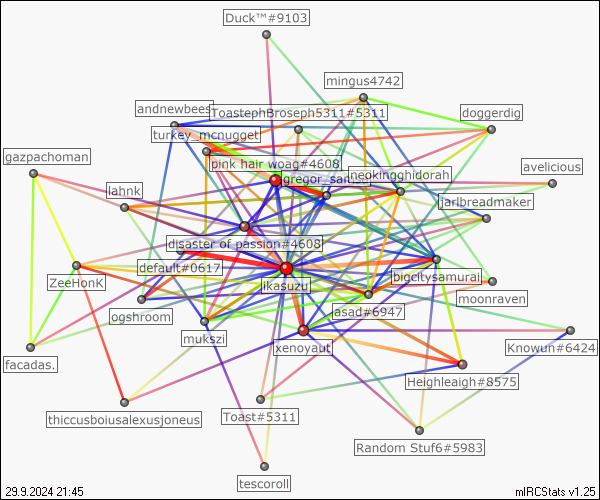 Duck™#9103
mingus4742
andnewbees
ToastephBroseph5311#5311
doggerdig
turkey_mcnugget
gazpachoman
pink hair woag#4608
neokingghidorah
avelicious
lahnk
jarlbreadmaker
disaster of passion#4608
default#0617
bigcitysamurai
ZeeHonK
ikasuzu
moonraven
ogshroom
asad#6947
mukszi
xenoyaut
Knowun#6424
facadas.
Heighleaigh#8575
thiccusboiusalexusjoneus
Toast#5311
Random Stuf6#5983
tescoroll
29.9.2024 21:45
mIRCStats v1.25